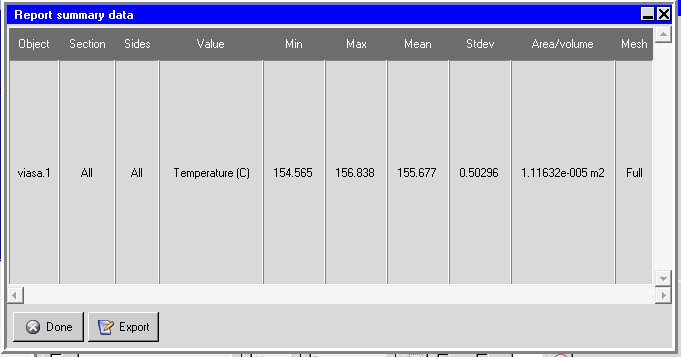 Report summary data
Object Section Sides Value Min Max Mean Stdev Area/volume Mesh
viasa.1 All All Temperature (C) 154.565 156.838 155.677 0.50296 1.11632e-005 m2 Full
Done Export